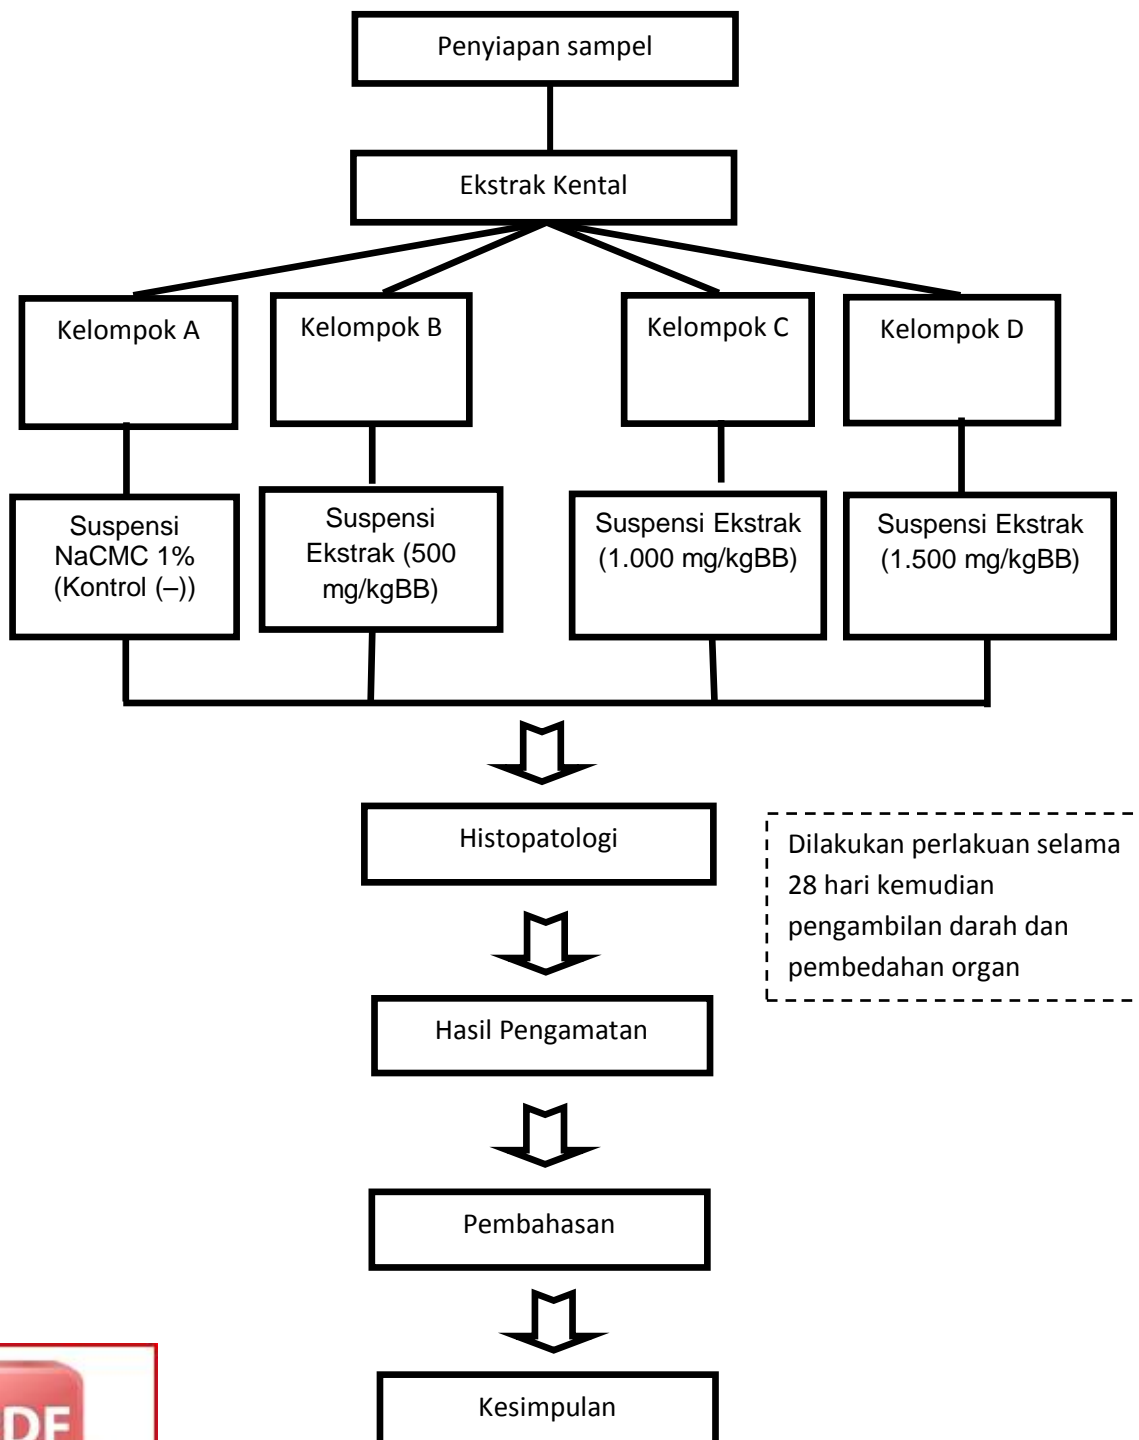 Penyiapan sampel
Ekstrak Kental
Kelompok A
Kelompok B
Kelompok C
Kelompok D
Suspensi
NaCMC 1%
(Kontrol (–))
Suspensi
Ekstrak (500
mg/kgBB)
Suspensi Ekstrak
(1.000 mg/kgBB)
Suspensi Ekstrak
(1.500 mg/kgBB)
Histopatologi
Dilakukan perlakuan selama
28 hari kemudian
pengambilan darah dan
pembedahan organ
Hasil Pengamatan
Pembahasan
Kesimpulan
DF